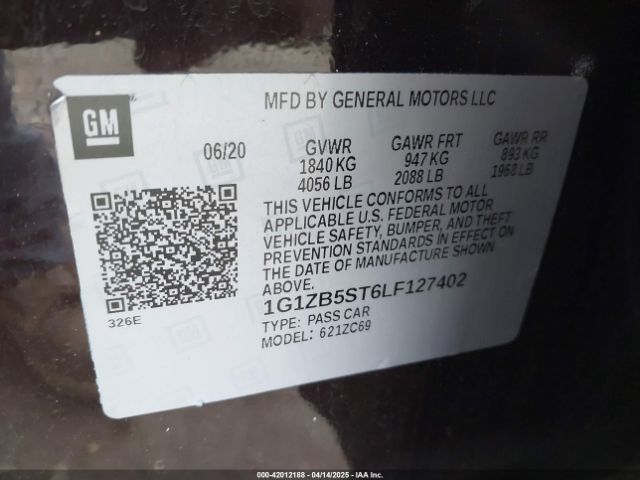 GM
MFD BY GENERAL MOTORS LLC
06/20 GVWR GAWR FRT GAWR RR
1840 KG 947 KG 893 KG
4056 LB 2088 LB 1968 LB
THIS VEHICLE CONFORMS TO ALL
APPLICABLE U.S. FEDERAL MOTOR
VEHICLE SAFETY, BUMPER, AND THEFT
PREVENTION STANDARDS IN EFFECT ON
THE DATE OF MANUFACTURE SHOWN
ABOVE.
1G1ZB5ST6LF127402
326E
TYPE: PASS CAR
MODEL: 621ZC69
000-42012188 - 04/14/2025 - IAA Inc.